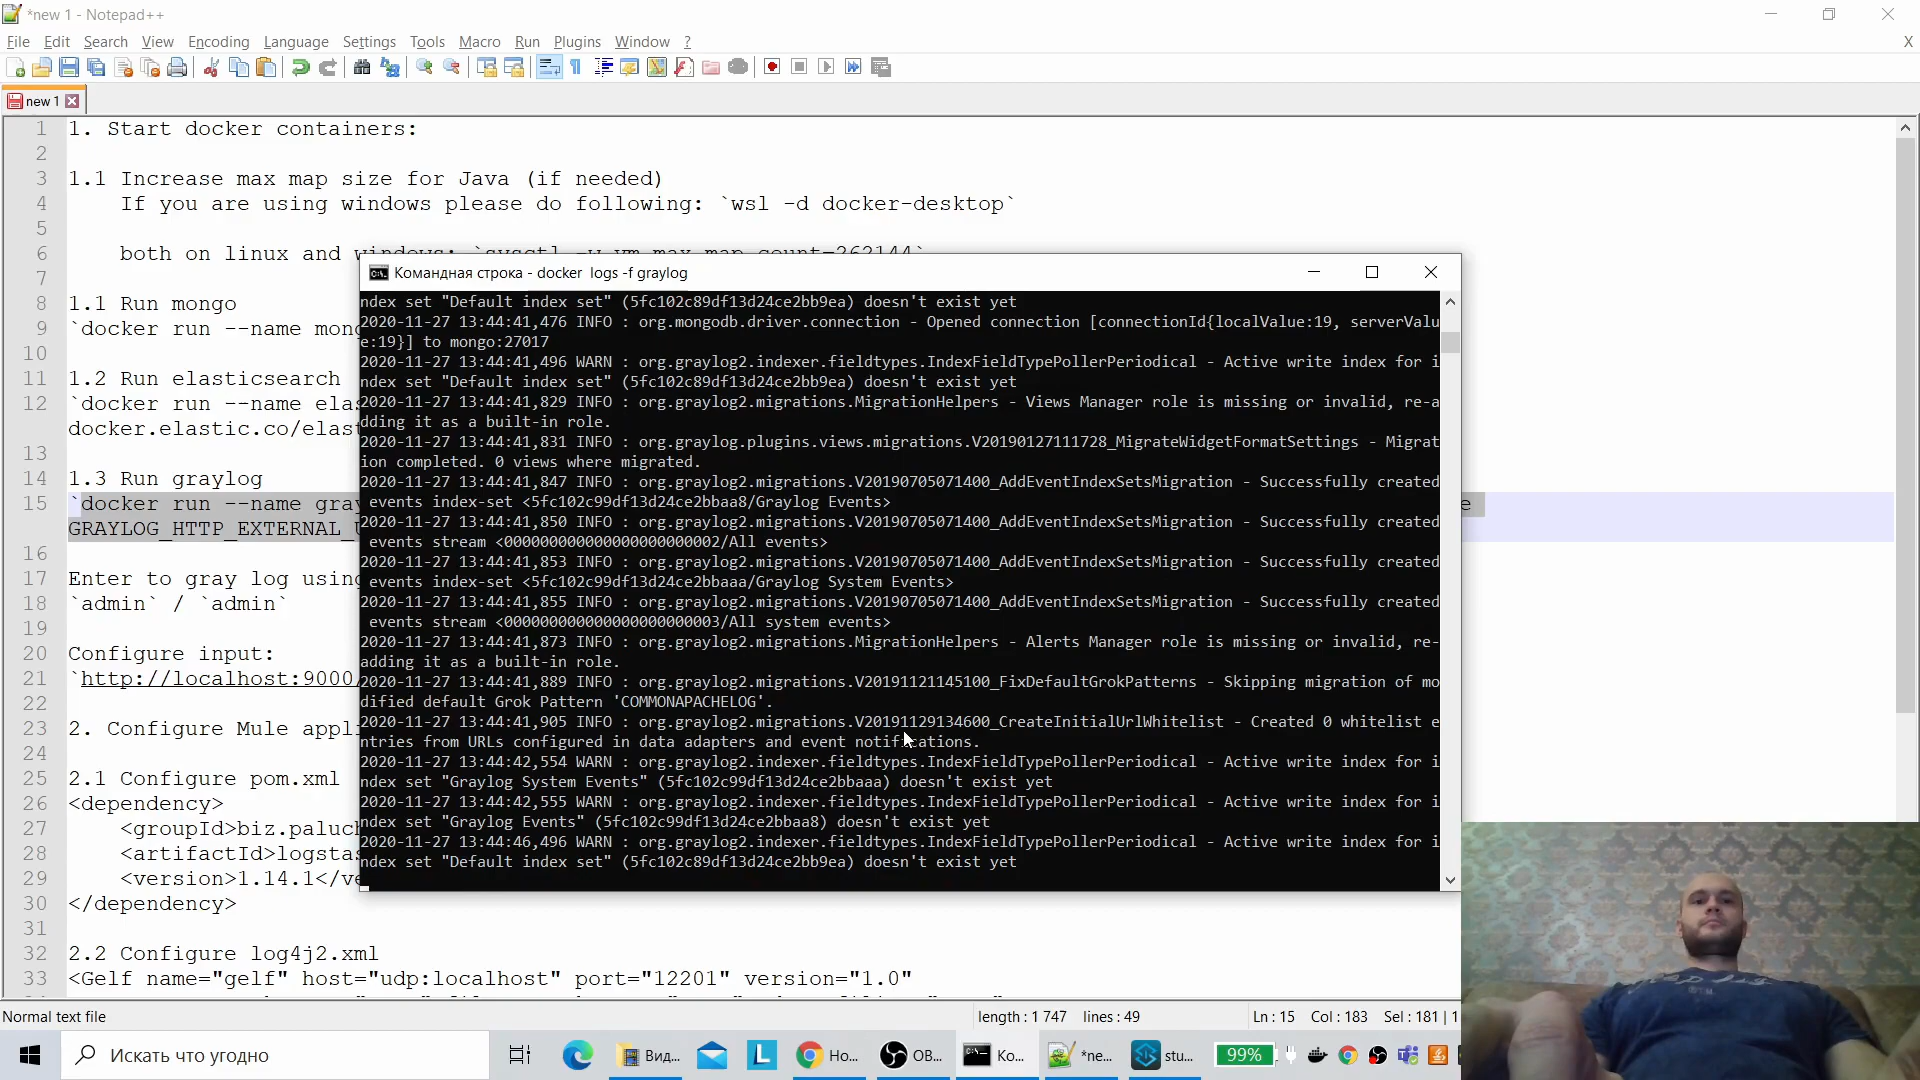 *new 1 - Notepad++
File Edit Search View Encoding Language Settings Tools Macro Run Plugins Window ?
X
new 1
1 1. Start docker containers:
2
3 1.1 Increase max map size for Java (if needed)
4 If you are using windows please do following: `wsl -d docker-desktop`
5
6 both on linux and windows: `sysctl -w vm.max_map_count=262144`
7
8 1.1 Run mongo
9 `docker run --name mon
10
11 1.2 Run elasticsearch
12 `docker run --name elas
docker.elastic.co/elast
13
14 1.3 Run graylog
15 `docker run --name gray e
GRAYLOG_HTTP_EXTERNAL_U
16
17 Enter to gray log using
18 `admin` / `admin`
19
20 Configure input:
21 `http://localhost:9000/
22
23 2. Configure Mule appl
24
25 2.1 Configure pom.xml
26 <dependency>
27 <groupId>biz.paluch
28 <artifactId>logstas
29 <version>1.14.1</ve
30 </dependency>
31
32 2.2 Configure log4j2.xml
33 <Gelf name="gelf" host="udp:localhost" port="12201" version="1.0"
Командная строка - docker logs -f graylog
ndex set "Default index set" (5fc102c89df13d24ce2bb9ea) doesn't exist yet
2020-11-27 13:44:41,476 INFO : org.mongodb.driver.connection - Opened connection [connectionId{localValue:19, serverValu
e:19}] to mongo:27017
2020-11-27 13:44:41,496 WARN : org.graylog2.indexer.fieldtypes.IndexFieldTypePollerPeriodical - Active write index for i
ndex set "Default index set" (5fc102c89df13d24ce2bb9ea) doesn't exist yet
2020-11-27 13:44:41,829 INFO : org.graylog2.migrations.MigrationHelpers - Views Manager role is missing or invalid, re-a
dding it as a built-in role.
2020-11-27 13:44:41,831 INFO : org.graylog.plugins.views.migrations.V20190127111728_MigrateWidgetFormatSettings - Migrat
ion completed. 0 views where migrated.
2020-11-27 13:44:41,847 INFO : org.graylog2.migrations.V20190705071400_AddEventIndexSetsMigration - Successfully created
events index-set <5fc102c99df13d24ce2bbaa8/Graylog Events>
2020-11-27 13:44:41,850 INFO : org.graylog2.migrations.V20190705071400_AddEventIndexSetsMigration - Successfully created
events stream <000000000000000000000002/All events>
2020-11-27 13:44:41,853 INFO : org.graylog2.migrations.V20190705071400_AddEventIndexSetsMigration - Successfully created
events index-set <5fc102c99df13d24ce2bbaaa/Graylog System Events>
2020-11-27 13:44:41,855 INFO : org.graylog2.migrations.V20190705071400_AddEventIndexSetsMigration - Successfully created
events stream <000000000000000000000003/All system events>
2020-11-27 13:44:41,873 INFO : org.graylog2.migrations.MigrationHelpers - Alerts Manager role is missing or invalid, re-
adding it as a built-in role.
2020-11-27 13:44:41,889 INFO : org.graylog2.migrations.V20191121145100_FixDefaultGrokPatterns - Skipping migration of mo
dified default Grok Pattern 'COMMONAPACHELOG'.
2020-11-27 13:44:41,905 INFO : org.graylog2.migrations.V20191129134600_CreateInitialUrlWhitelist - Created 0 whitelist e
ntries from URLs configured in data adapters and event notifications.
2020-11-27 13:44:42,554 WARN : org.graylog2.indexer.fieldtypes.IndexFieldTypePollerPeriodical - Active write index for i
ndex set "Graylog System Events" (5fc102c99df13d24ce2bbaaa) doesn't exist yet
2020-11-27 13:44:42,555 WARN : org.graylog2.indexer.fieldtypes.IndexFieldTypePollerPeriodical - Active write index for i
ndex set "Graylog Events" (5fc102c99df13d24ce2bbaa8) doesn't exist yet
2020-11-27 13:44:46,496 WARN : org.graylog2.indexer.fieldtypes.IndexFieldTypePollerPeriodical - Active write index for i
ndex set "Default index set" (5fc102c89df13d24ce2bb9ea) doesn't exist yet
Normal text file length : 1 747 lines : 49 Ln : 15 Col : 183 Sel : 181 | 1
Искать что угодно Вид... L Но... ОВ... Ко... *ne... stu... 99%